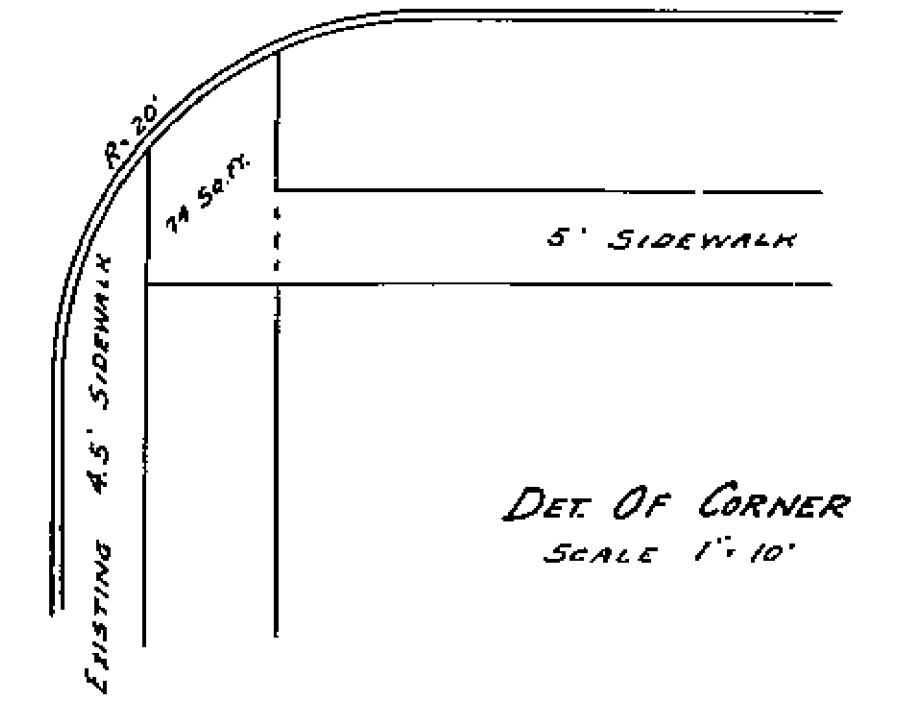 R= 20'
74 Sq.Ft.
5' SIDEWALK
EXISTING 4.5' SIDEWALK
DET. OF CORNER
SCALE 1"= 10'